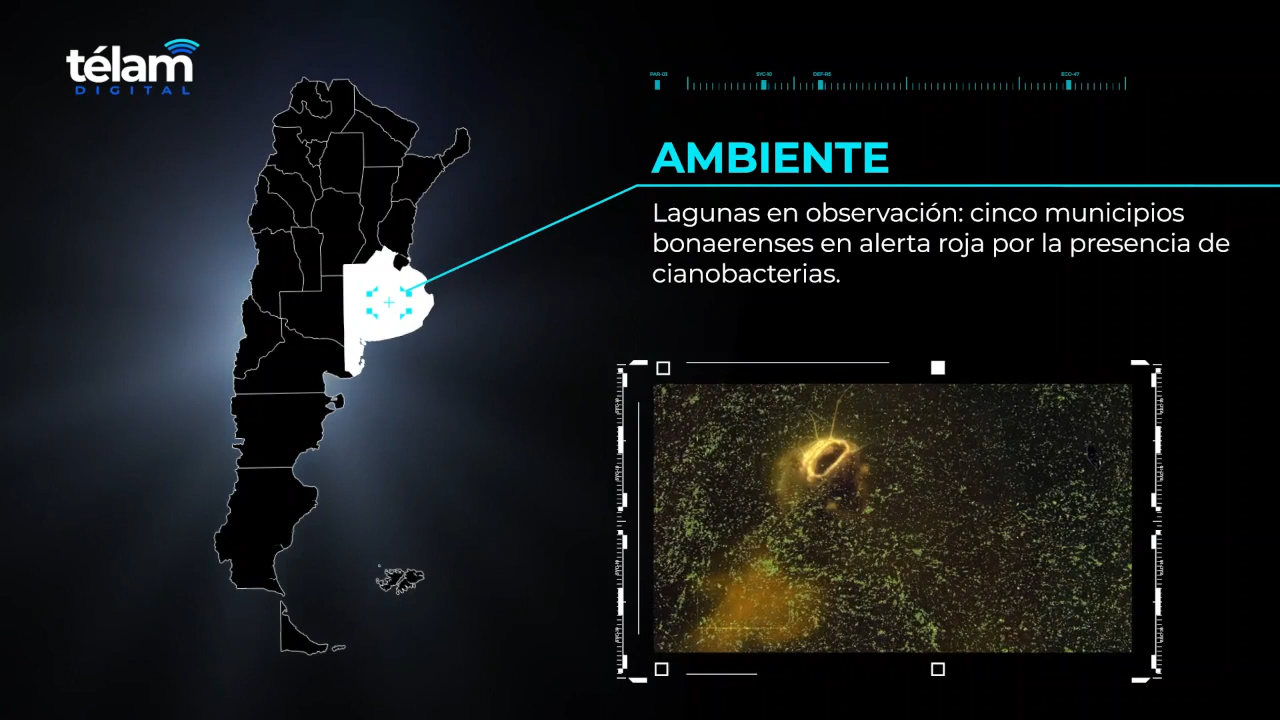 télam
DIGITAL
AMBIENTE
Lagunas en observación: cinco municipios
bonaerenses en alerta roja por la presencia de
cianobacterias.